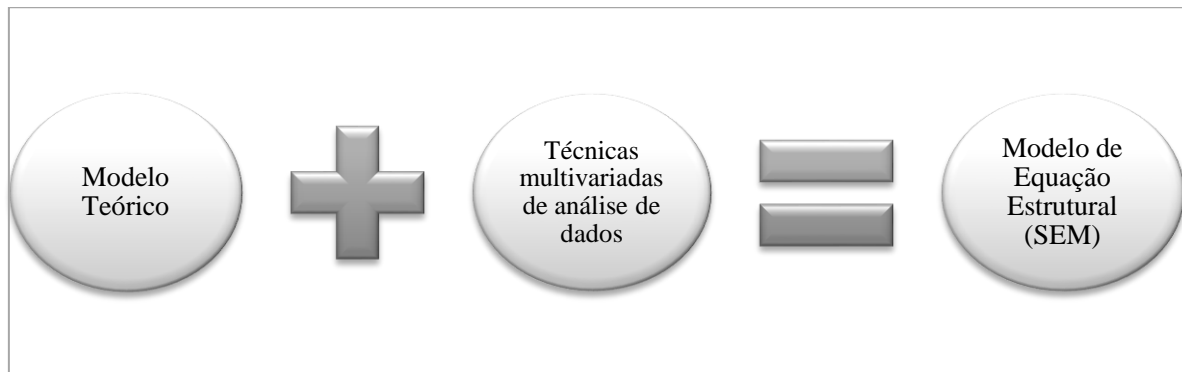 Modelo
Teórico
Técnicas
multivariadas
de análise de
dados
Modelo de
Equação
Estrutural
(SEM)